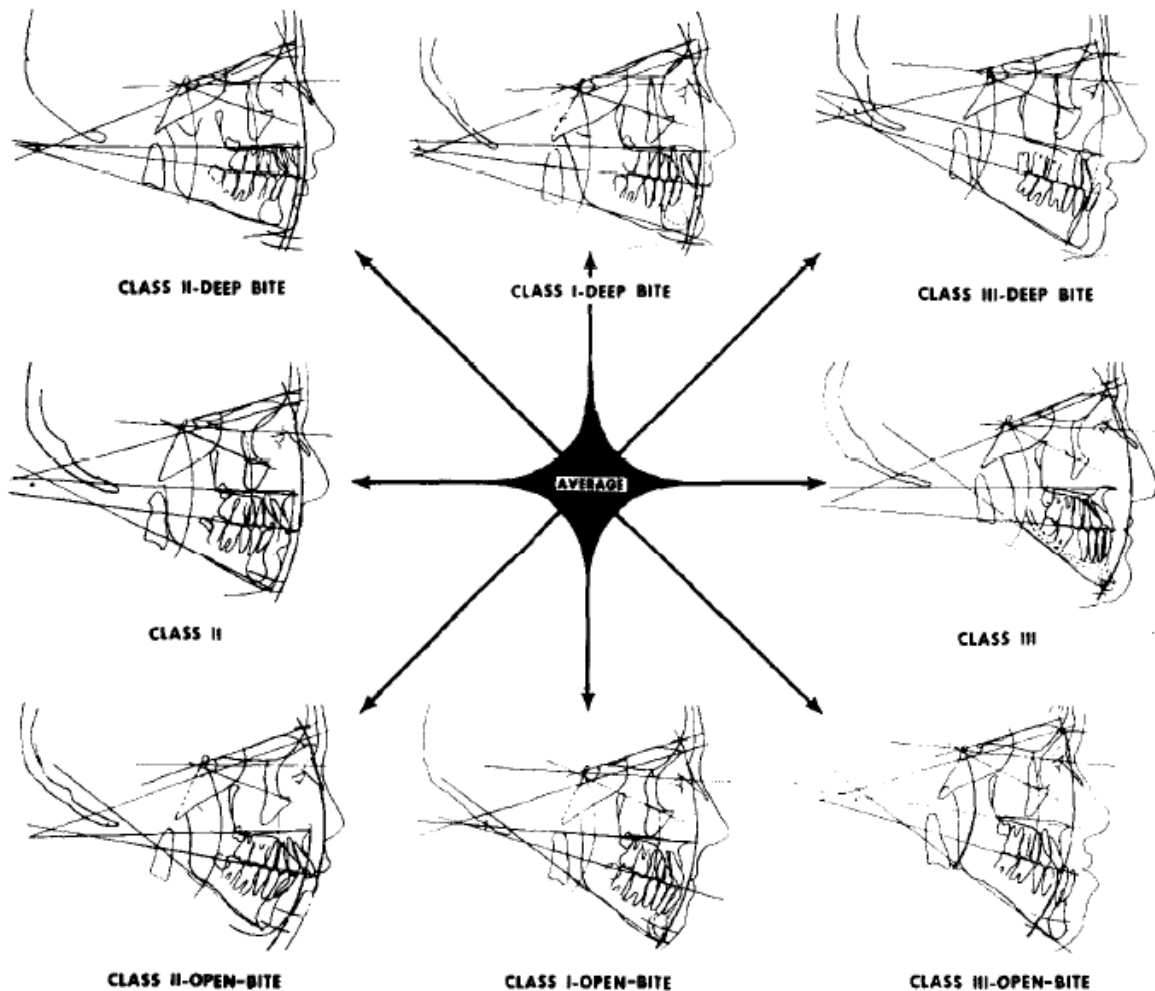 CLASS II-DEEP BITE
CLASS I-DEEP BITE
CLASS III-DEEP BITE
AVERAGE
CLASS II
CLASS III
CLASS II-OPEN-BITE
CLASS I-OPEN-BITE
CLASS III-OPEN-BITE